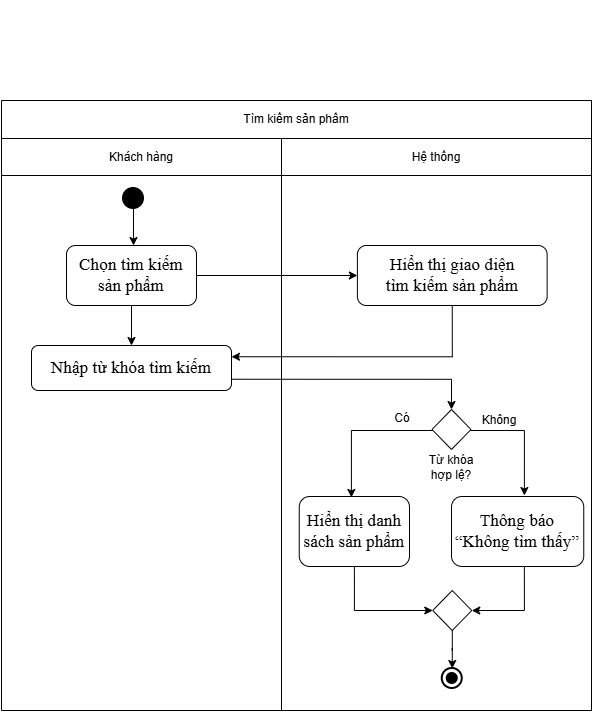 Tìm kiếm sản phẩm
Khách hàng
Hệ thống
Chọn tìm kiếm
sản phẩm
Hiển thị giao diện
tìm kiếm sản phẩm
Nhập từ khóa tìm kiếm
Có
Không
Từ khóa
hợp lệ?
Hiển thị danh
sách sản phẩm
Thông báo
“Không tìm thấy”